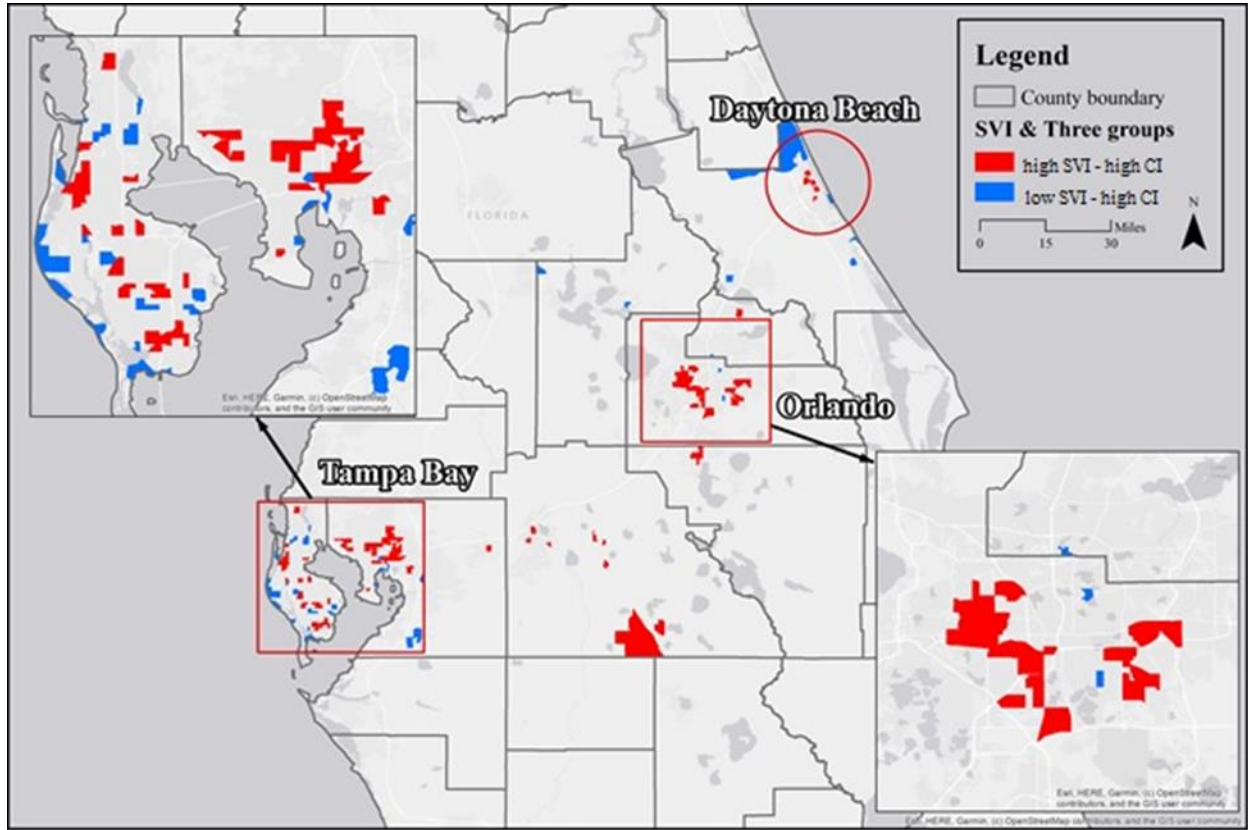 Legend
County boundary
SVI & Three groups
high SVI - high CI
low SVI - high CI
Miles
0 15 30
N
Daytona Beach
FLORIDA
Orlando
Tampa Bay
Esri, HERE, Garmin, (c) OpenStreetMap
contributors, and the GIS user community
Esri, HERE, Garmin, (c) OpenStreetMap
contributors, and the GIS user community
Esri, HERE, Garmin, (c) OpenStreetMap contributors, and the GIS user community